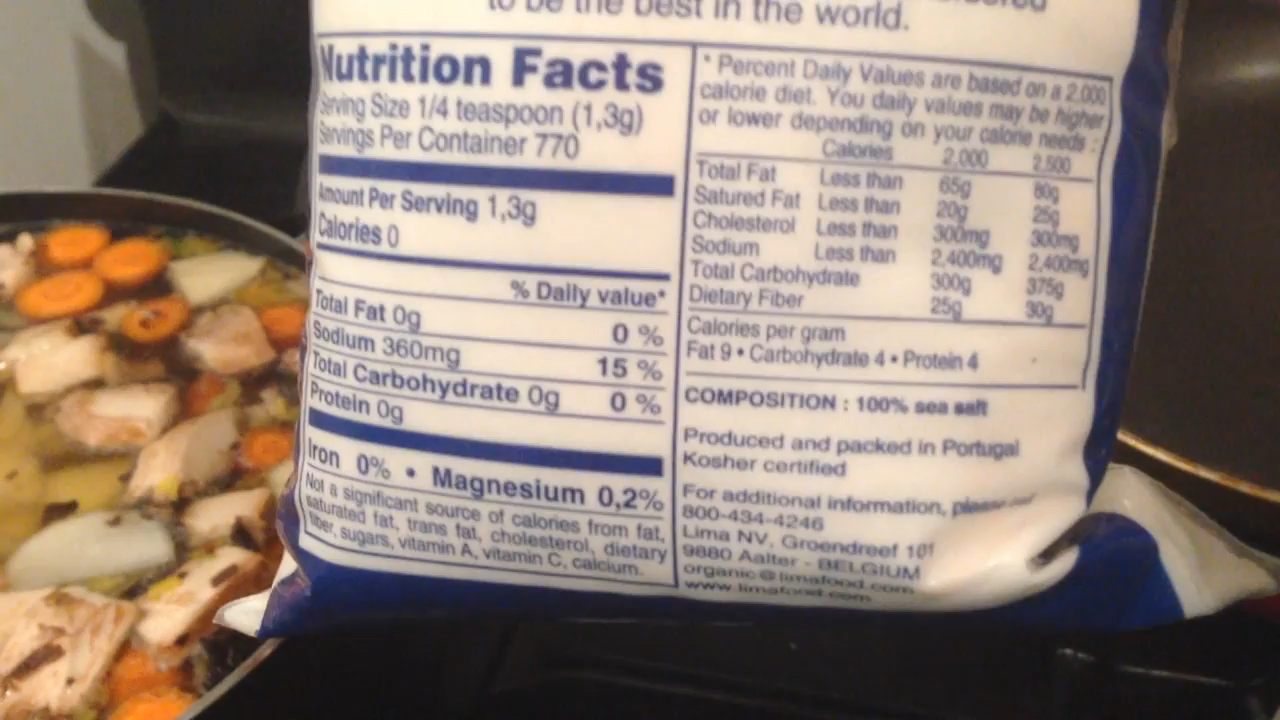 to be the best in the world.
Nutrition Facts
Serving Size 1/4 teaspoon (1,3g)
Servings Per Container 770
Amount Per Serving 1,3g
Calories 0
% Daily value*
Total Fat 0g 0 %
Sodium 360mg 15 %
Total Carbohydrate 0g 0 %
Protein 0g
Iron 0% • Magnesium 0,2%
Not a significant source of calories from fat,
saturated fat, trans fat, cholesterol, dietary
fiber, sugars, vitamin A, vitamin C, calcium.
* Percent Daily Values are based on a 2.000
calorie diet. You daily values may be higher
or lower depending on your calorie needs :
Calories 2,000 2,500
Total Fat Less than 65g 80g
Satured Fat Less than 20g 25g
Cholesterol Less than 300mg 300mg
Sodium Less than 2,400mg 2,400mg
Total Carbohydrate 300g 375g
Dietary Fiber 25g 30g
Calories per gram
Fat 9 • Carbohydrate 4 • Protein 4
COMPOSITION : 100% sea salt
Produced and packed in Portugal
Kosher certified
For additional information, please
800-434-4246
Lima NV, Groendreef 101
9880 Aalter - BELGIUM
organic@limafood.com
www.limafood.com